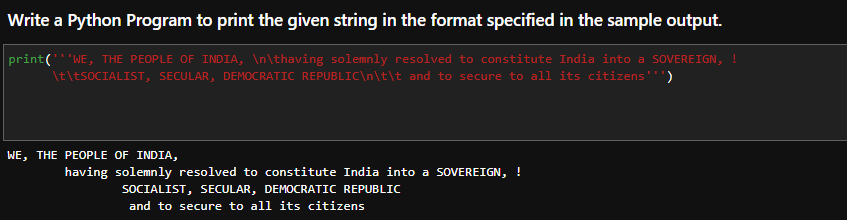 Write a Python Program to print the given string in the format specified in the sample output.
print('''WE, THE PEOPLE OF INDIA, \n\thaving solemnly resolved to constitute India into a SOVEREIGN, !
\t\tSOCIALIST, SECULAR, DEMOCRATIC REPUBLIC\n\t\t and to secure to all its citizens''')
WE, THE PEOPLE OF INDIA,
having solemnly resolved to constitute India into a SOVEREIGN, !
SOCIALIST, SECULAR, DEMOCRATIC REPUBLIC
and to secure to all its citizens